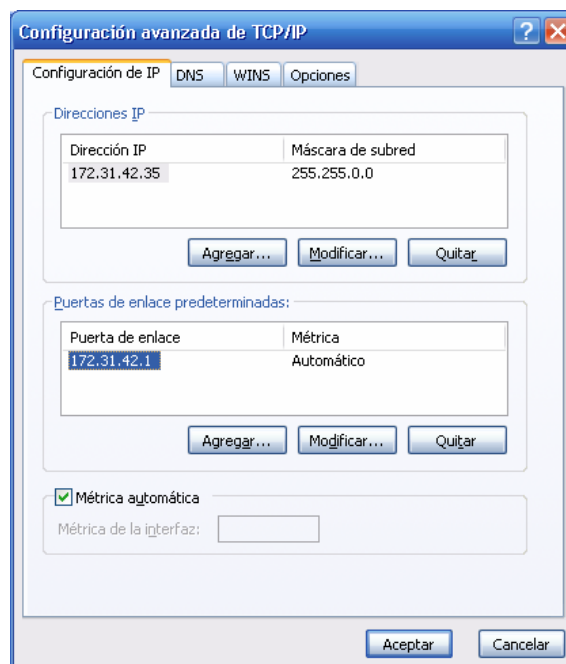 Configuración avanzada de TCP/IP
Configuración de IP DNS WINS Opciones
Direcciones IP
Dirección IP Máscara de subred
172.31.42.35 255.255.0.0
Agregar... Modificar... Quitar
Puertas de enlace predeterminadas:
Puerta de enlace Métrica
172.31.42.1 Automático
Agregar... Modificar... Quitar
Métrica automática
Métrica de la interfaz:
Aceptar Cancelar